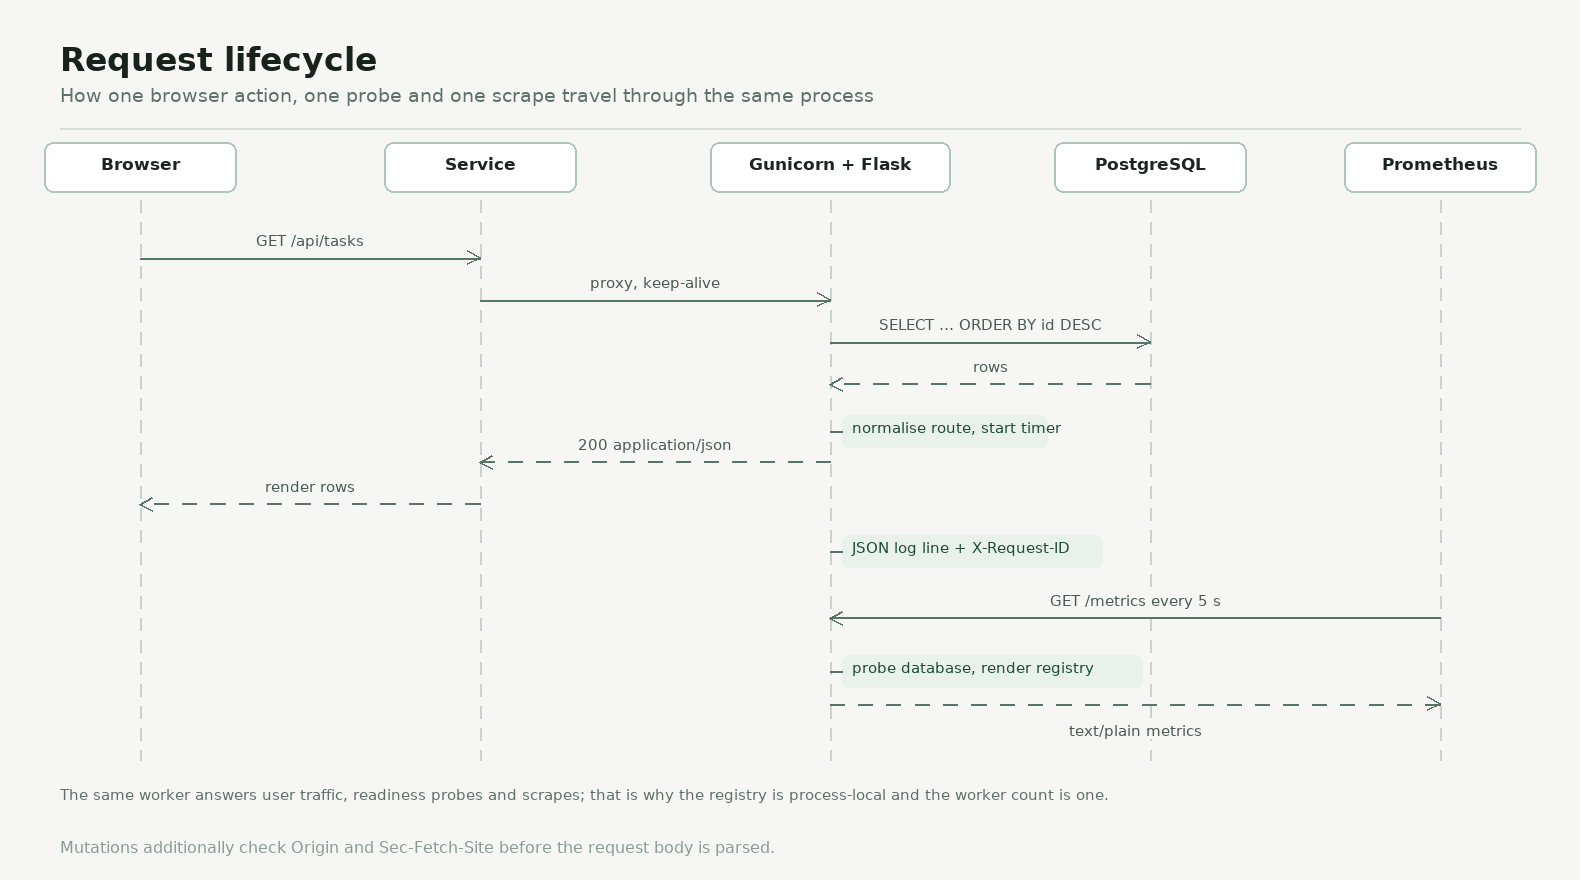 Request lifecycle
How one browser action, one probe and one scrape travel through the same process
Browser
Service
Gunicorn + Flask
PostgreSQL
Prometheus
GET /api/tasks
proxy, keep-alive
SELECT ... ORDER BY id DESC
rows
normalise route, start timer
200 application/json
render rows
JSON log line + X-Request-ID
GET /metrics every 5 s
probe database, render registry
text/plain metrics
The same worker answers user traffic, readiness probes and scrapes; that is why the registry is process-local and the worker count is one.
Mutations additionally check Origin and Sec-Fetch-Site before the request body is parsed.